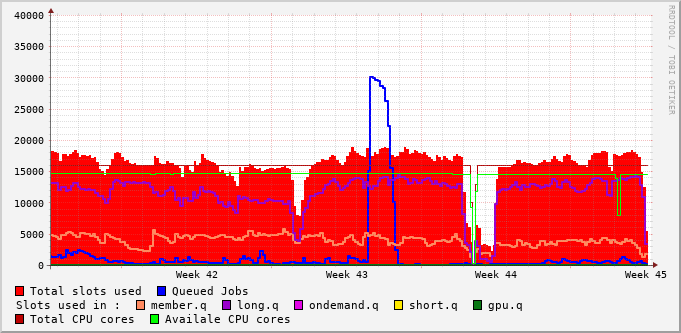 40000
35000
30000
25000
20000
15000
10000
5000
0
Week 42 Week 43 Week 44 Week 45
RRDTOOL / TOBI OETIKER
Total slots used Queued Jobs
Slots used in : member.q long.q ondemand.q short.q gpu.q
Total CPU cores Availale CPU cores